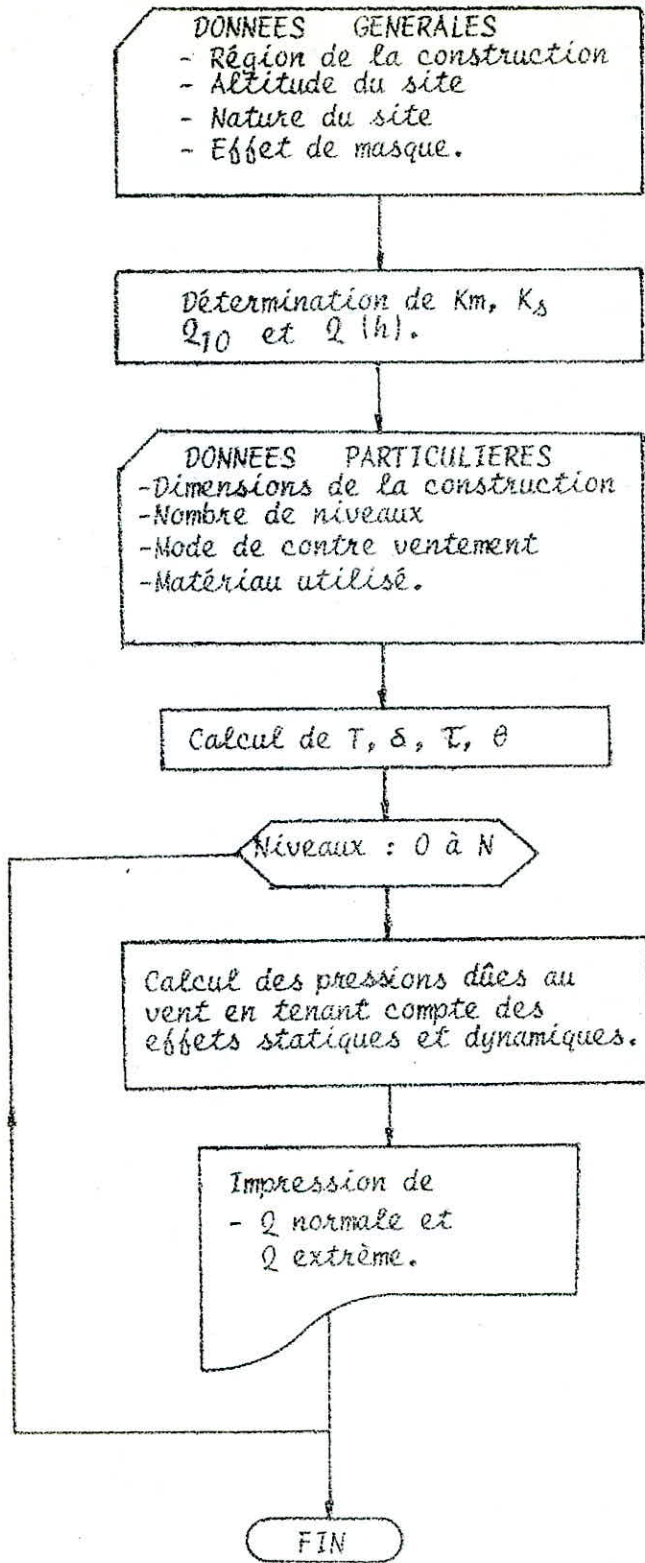 DONNEES GENERALES
- Région de la construction
- Altitude du site
- Nature du site
- Effet de masque.
Détermination de Km, Ks
Q10 et Q (h).
DONNEES PARTICULIERES
-Dimensions de la construction
-Nombre de niveaux
-Mode de contre ventement
-Matériau utilisé.
Calcul de T, δ, τ, θ
Niveaux : 0 à N
Calcul des pressions dûes au
vent en tenant compte des
effets statiques et dynamiques.
Impression de
- Q normale et
Q extrème.
FIN